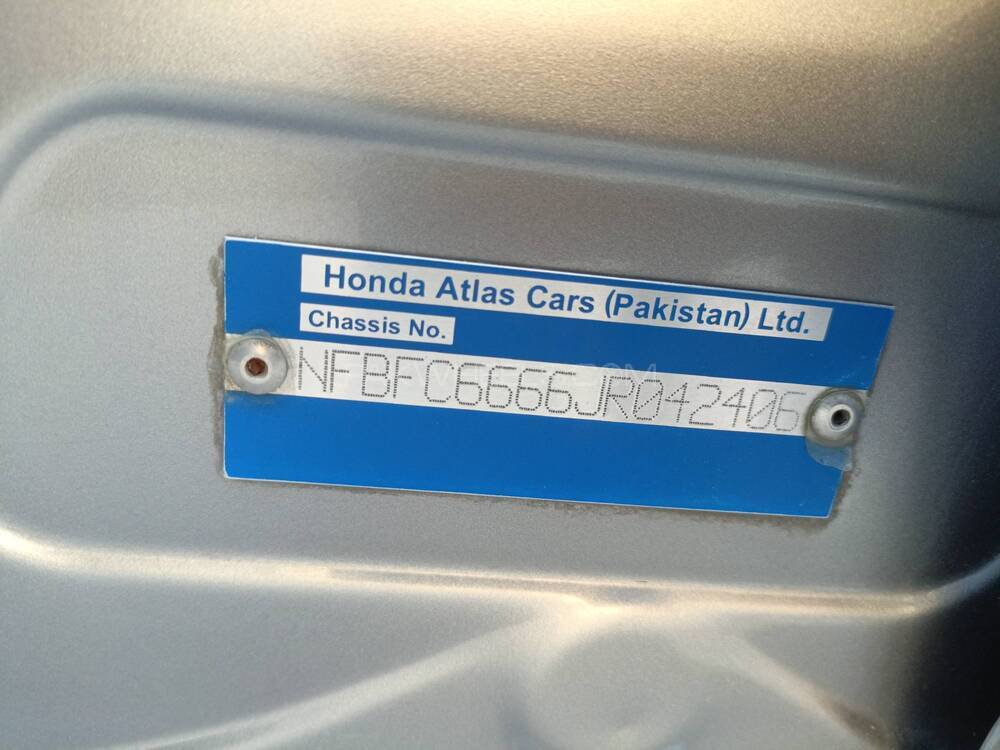 Honda Atlas Cars (Pakistan) Ltd.
Chassis No.
NFBFC6666JR042406